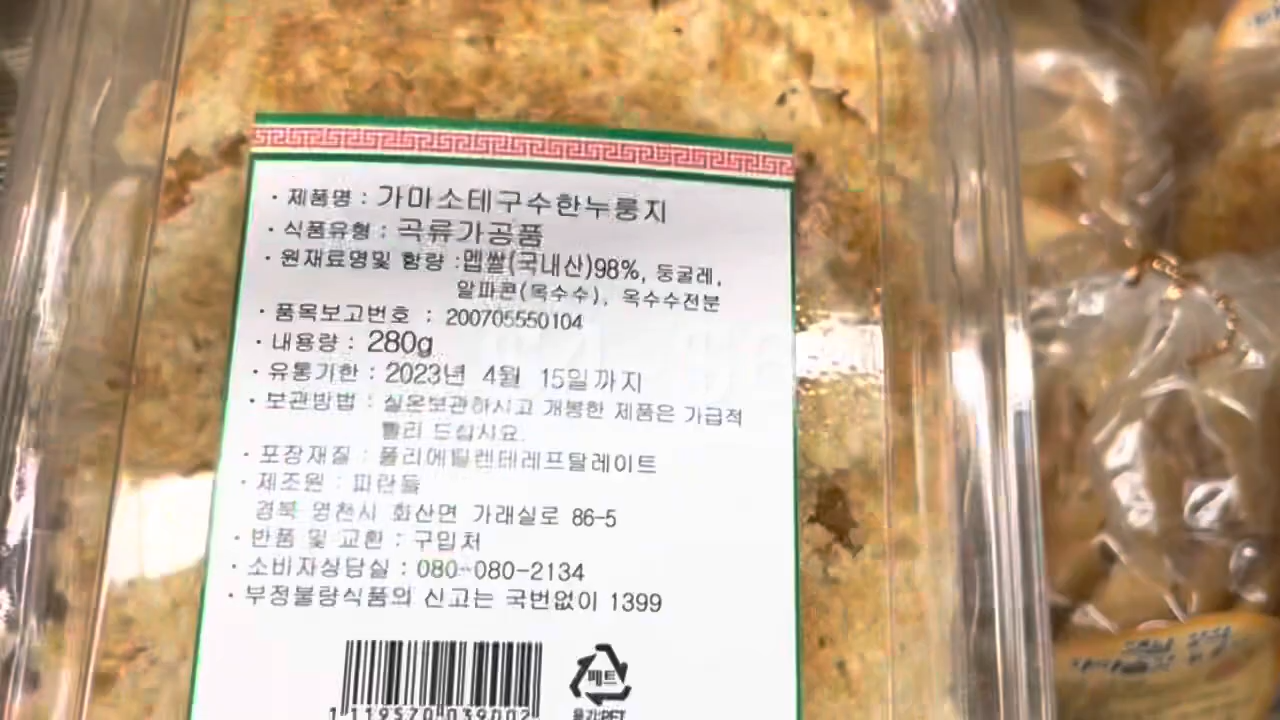 · 제품명 : 가마소테구수한누룽지
· 식품유형 : 곡류가공품
· 원재료명및 함량 :멥쌀(국내산)98%, 둥굴레,
알파콘(옥수수), 옥수수전분
· 품목보고번호 : 200705550104
· 내용량 : 280g
· 유통기한 : 2023년 4월 15일까지
· 보관방법 : 실온보관하시고 개봉한 제품은 가급적
빨리 드십시요.
· 포장재질 : 폴리에틸렌테레프탈레이트
· 제조원 : 파란들
경북 영천시 화산면 가래실로 86-5
· 반품 및 교환 : 구입처
· 소비자상담실 : 080-080-2134
· 부정불량식품의 신고는 국번없이 1399
페트
1 119570 039002
용기:PET